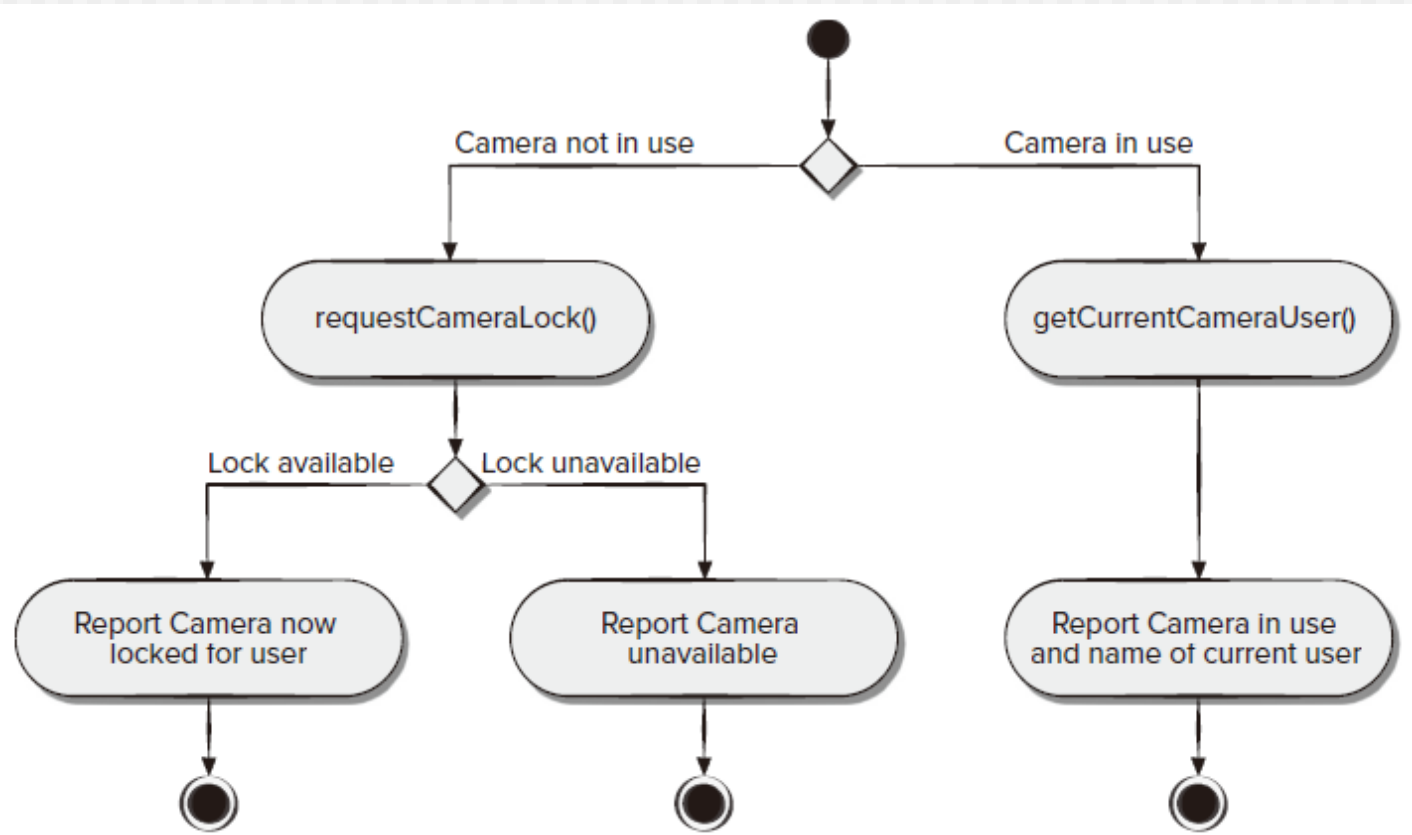 Camera not in use
Camera in use
requestCameraLock()
getCurrentCameraUser()
Lock available
Lock unavailable
Report Camera now
locked for user
Report Camera
unavailable
Report Camera in use
and name of current user